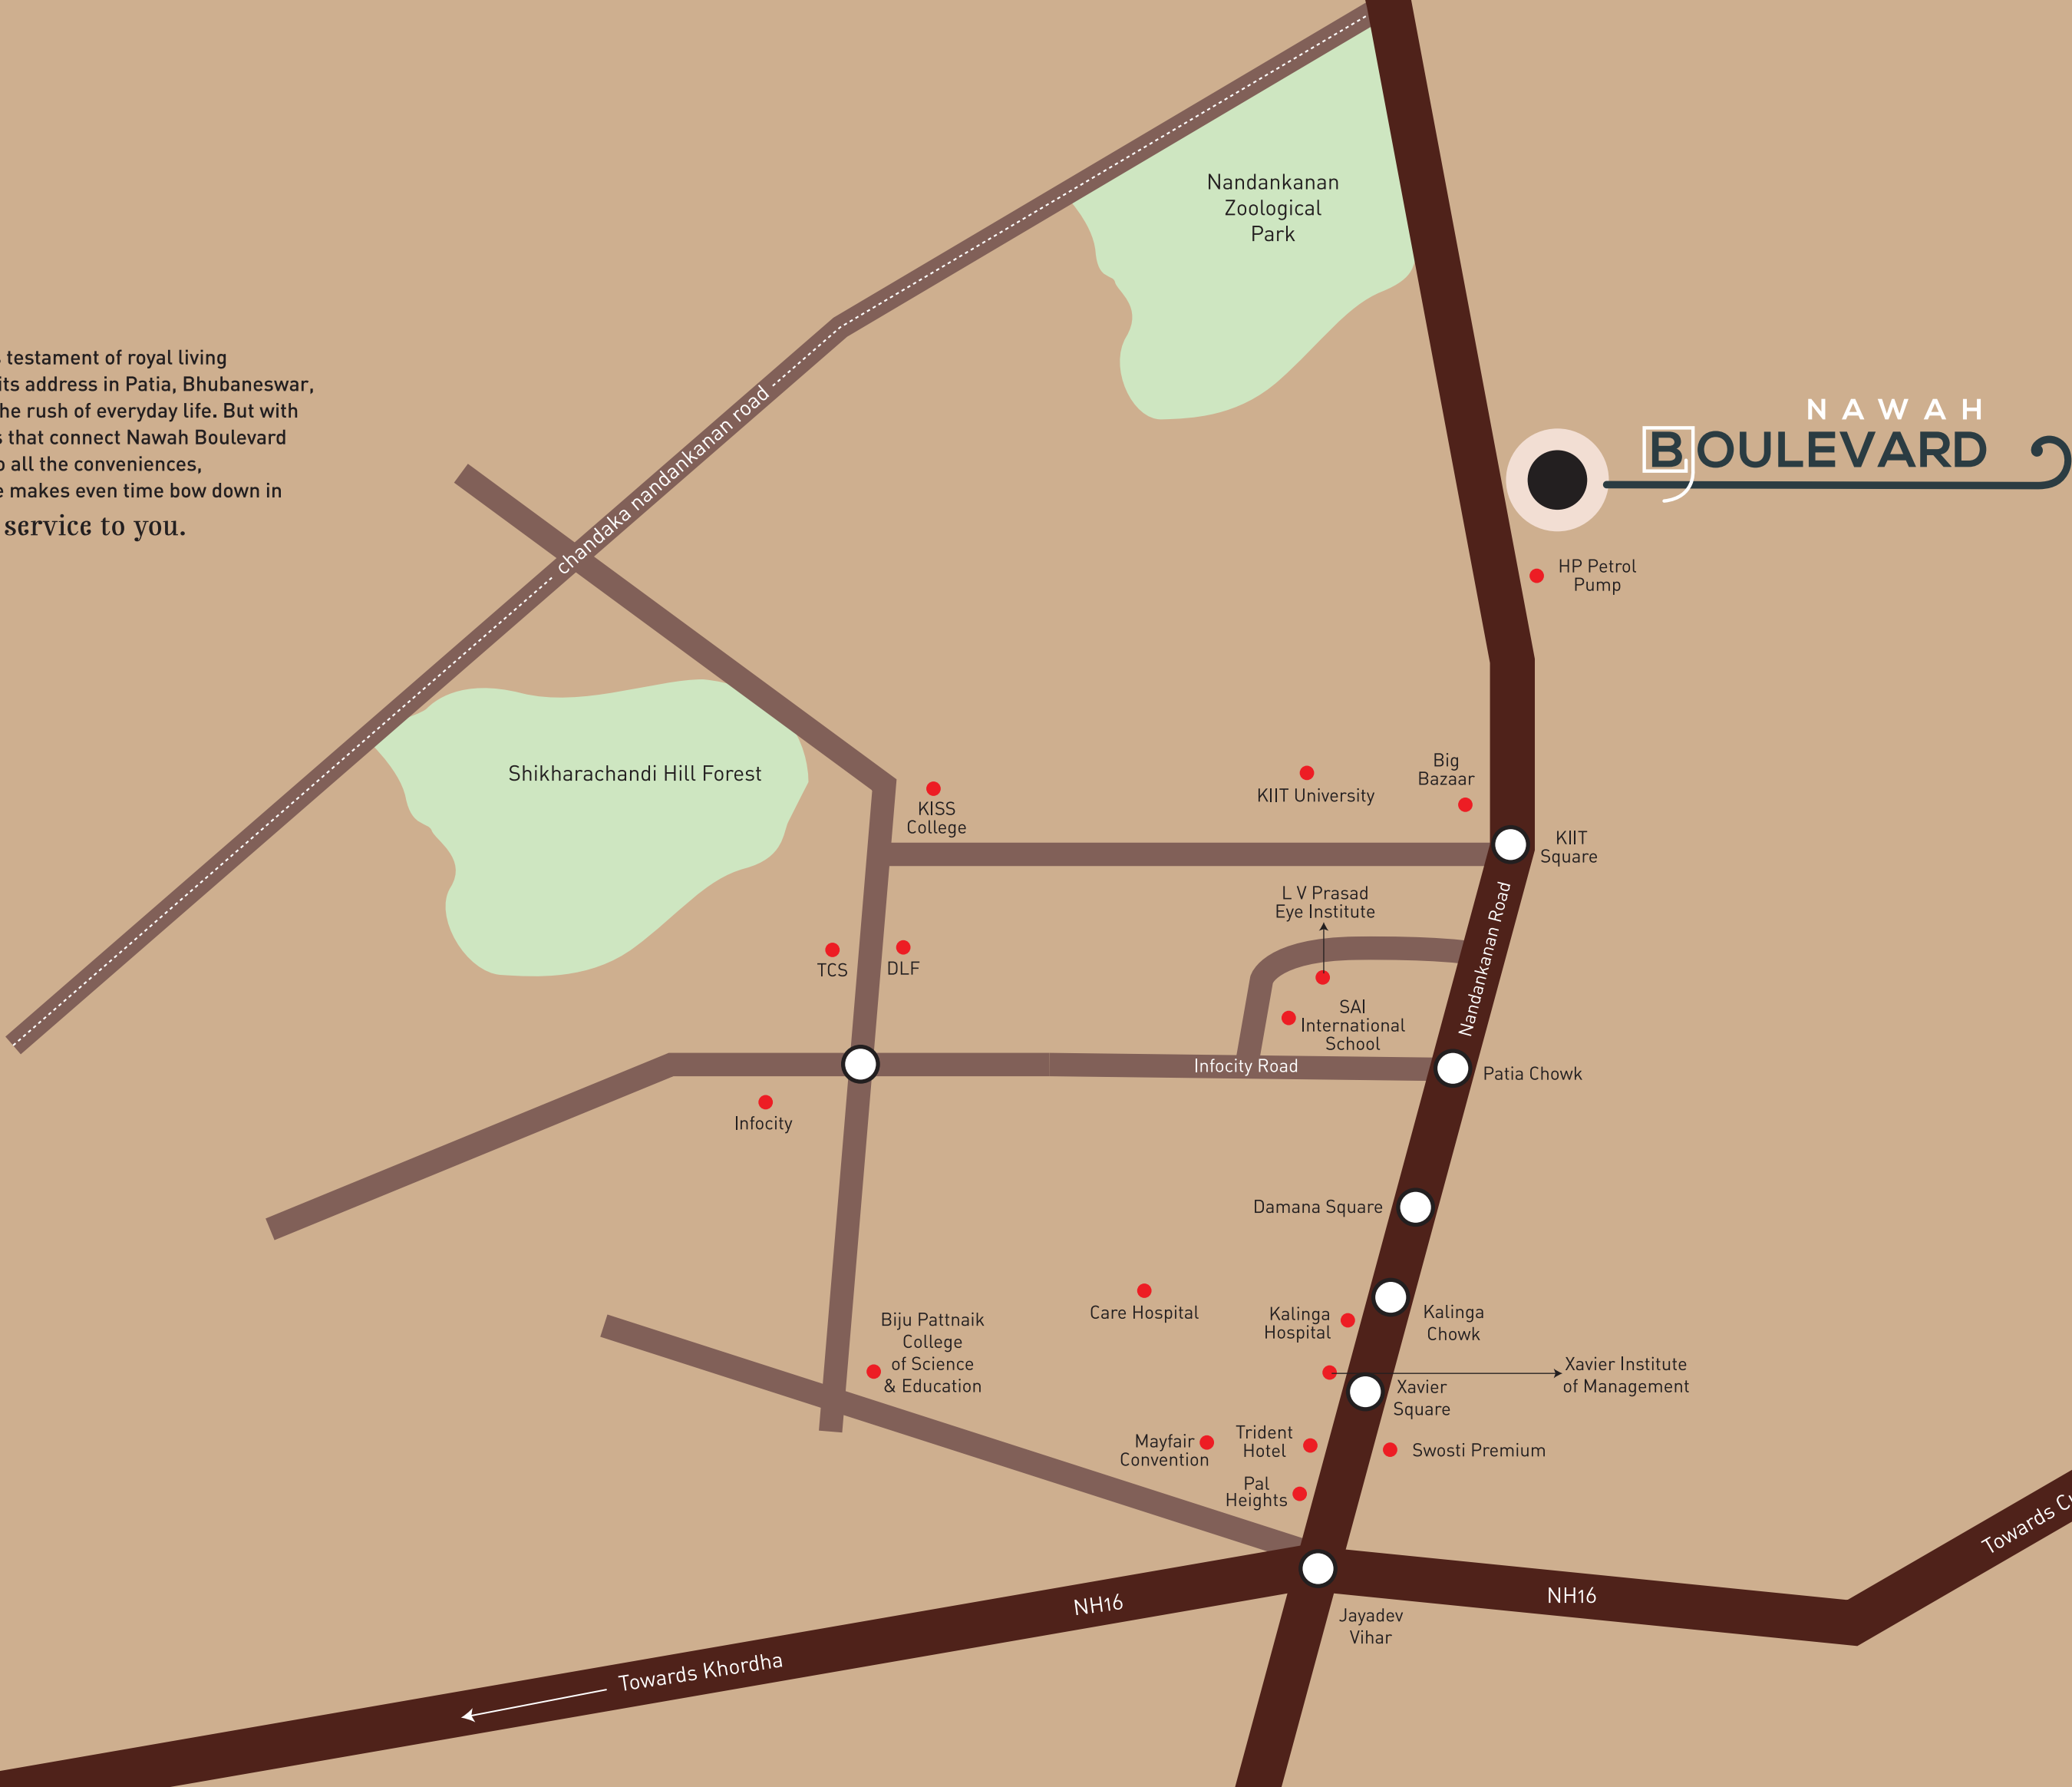 testament of royal living
its address in Patia, Bhubaneswar,
he rush of everyday life. But with
s that connect Nawah Boulevard
o all the conveniences,
e makes even time bow down in
service to you.
Nandankanan
Zoological
Park
chandaka nandankanan road
NAWAH
BOULEVARD
HP Petrol
Pump
Shikharachandi Hill Forest
KISS
College
KIIT University
Big
Bazaar
KIIT
Square
L V Prasad
Eye Institute
Nandankanan Road
TCS
DLF
SAI
International
School
Infocity Road
Patia Chowk
Infocity
Damana Square
Care Hospital
Kalinga
Hospital
Kalinga
Chowk
Biju Pattnaik
College
of Science
& Education
Xavier Institute
of Management
Xavier
Square
Mayfair
Convention
Trident
Hotel
Swosti Premium
Pal
Heights
Towards
NH16
NH16
Jayadev
Vihar
Towards Khordha